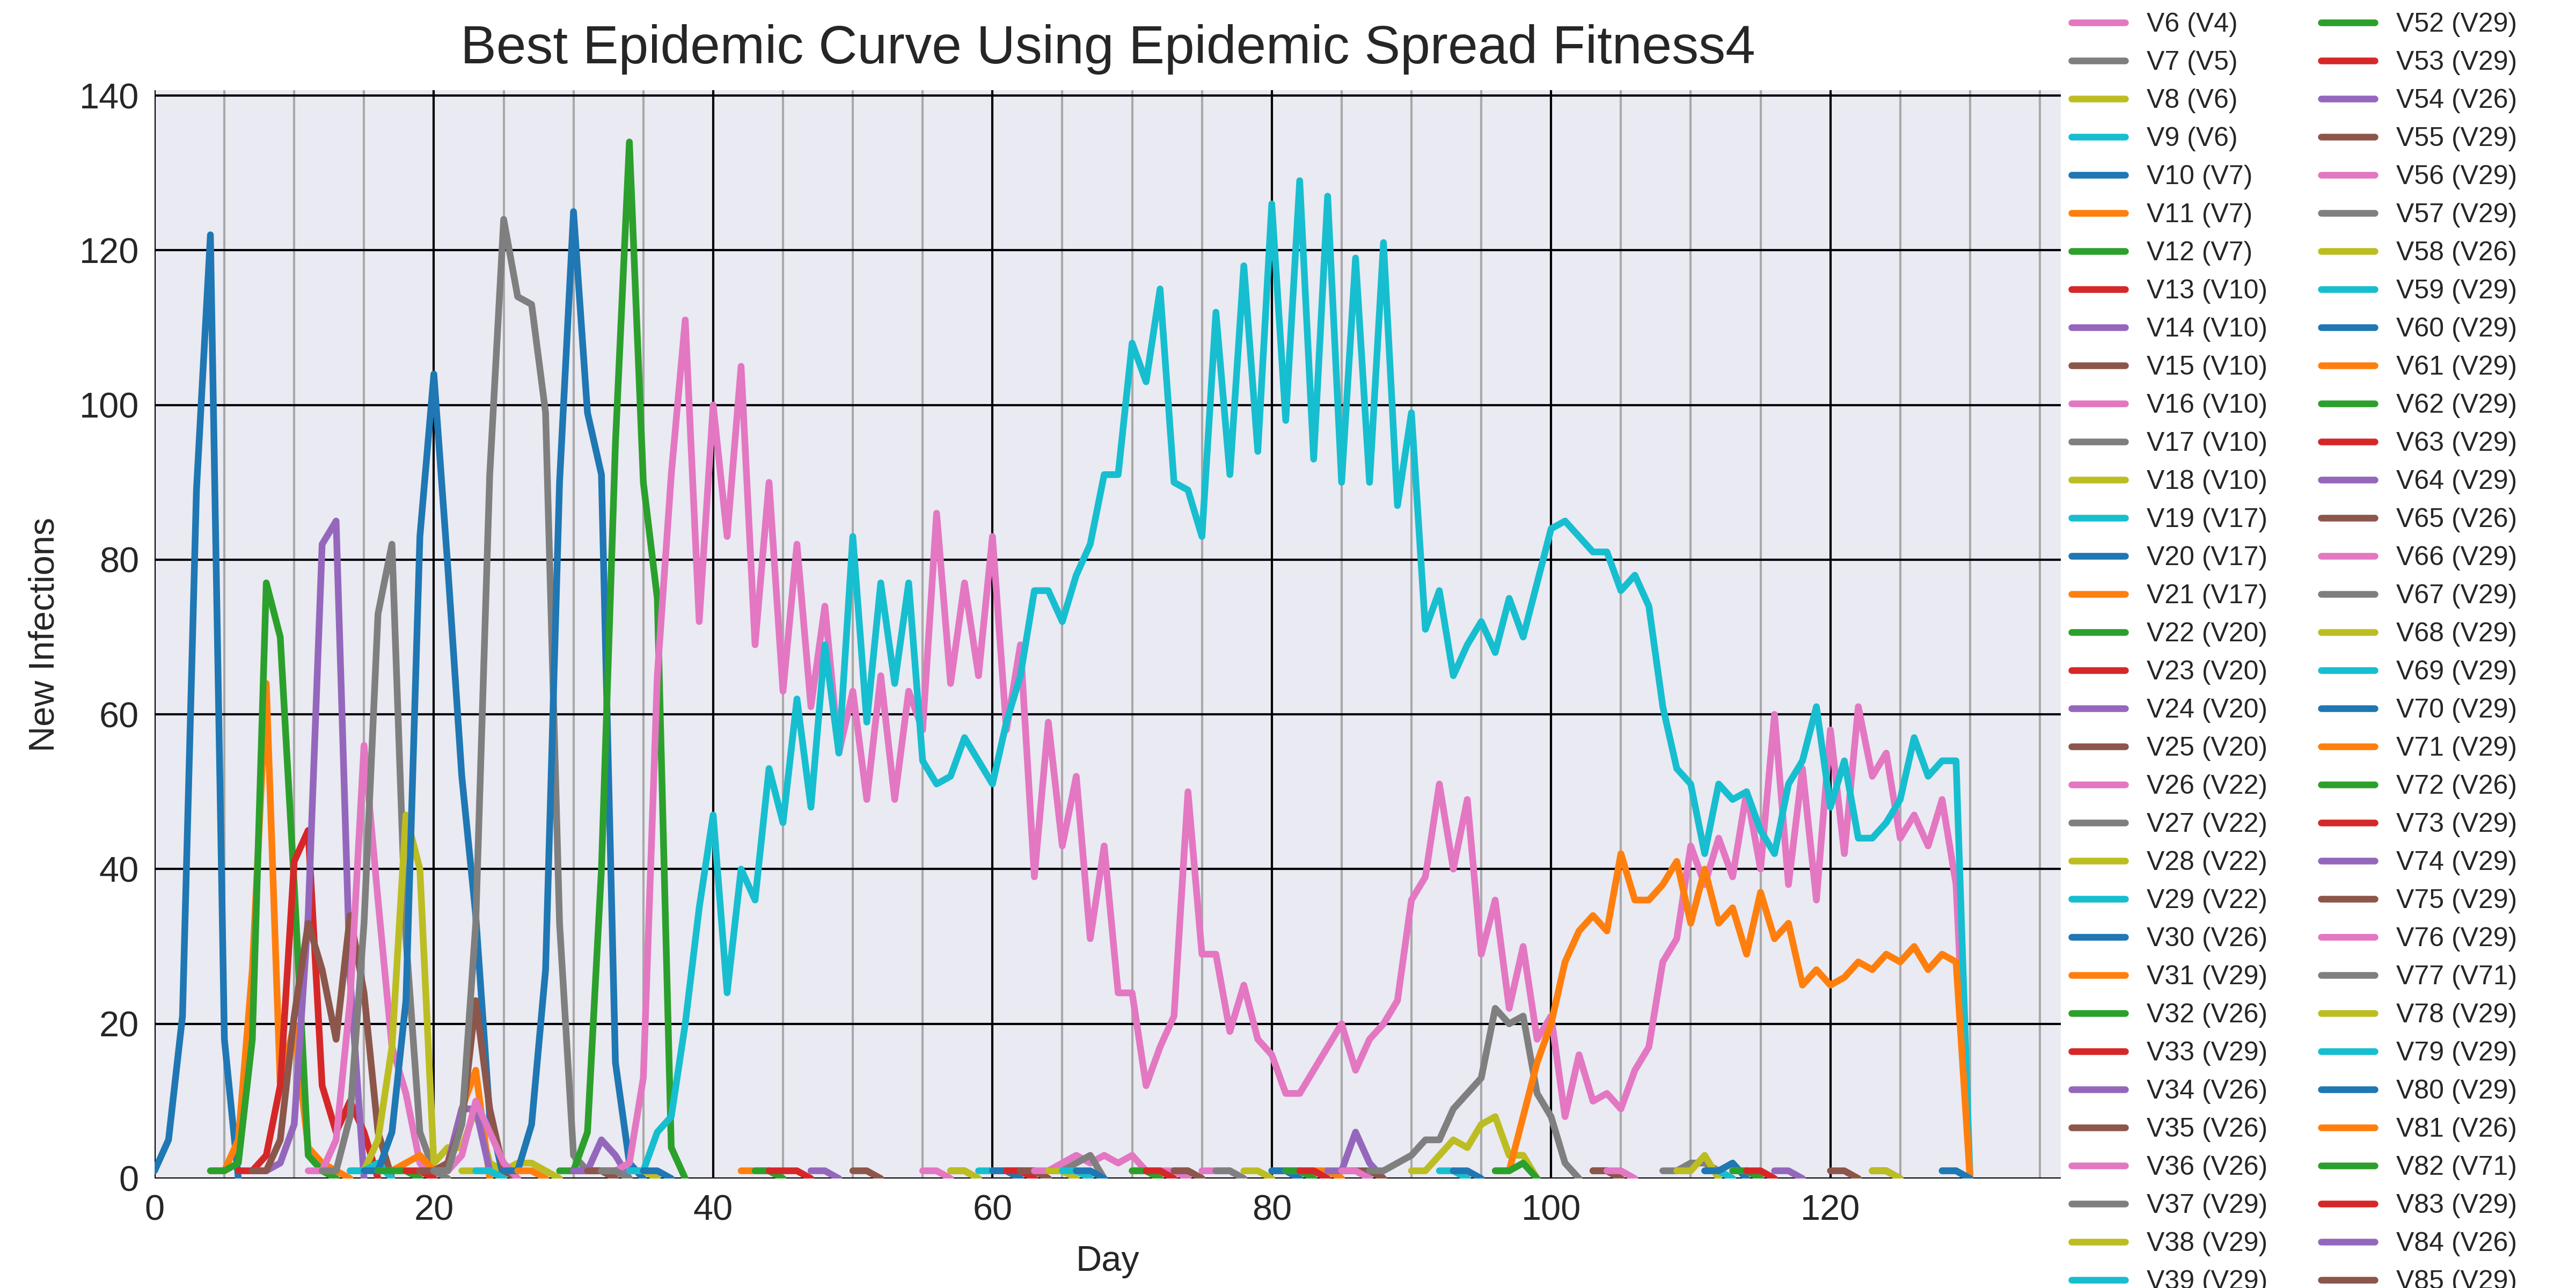 Best Epidemic Curve Using Epidemic Spread Fitness4
140
120
100
80
60
40
20
0
New Infections
0 20 40 60 80 100 120
Day
V6 (V4)
V7 (V5)
V8 (V6)
V9 (V6)
V10 (V7)
V11 (V7)
V12 (V7)
V13 (V10)
V14 (V10)
V15 (V10)
V16 (V10)
V17 (V10)
V18 (V10)
V19 (V17)
V20 (V17)
V21 (V17)
V22 (V20)
V23 (V20)
V24 (V20)
V25 (V20)
V26 (V22)
V27 (V22)
V28 (V22)
V29 (V22)
V30 (V26)
V31 (V29)
V32 (V26)
V33 (V29)
V34 (V26)
V35 (V26)
V36 (V26)
V37 (V29)
V38 (V29)
V39 (V29)
V52 (V29)
V53 (V29)
V54 (V26)
V55 (V29)
V56 (V29)
V57 (V29)
V58 (V26)
V59 (V29)
V60 (V29)
V61 (V29)
V62 (V29)
V63 (V29)
V64 (V29)
V65 (V26)
V66 (V29)
V67 (V29)
V68 (V29)
V69 (V29)
V70 (V29)
V71 (V29)
V72 (V26)
V73 (V29)
V74 (V29)
V75 (V29)
V76 (V29)
V77 (V71)
V78 (V29)
V79 (V29)
V80 (V29)
V81 (V26)
V82 (V71)
V83 (V29)
V84 (V26)
V85 (V29)